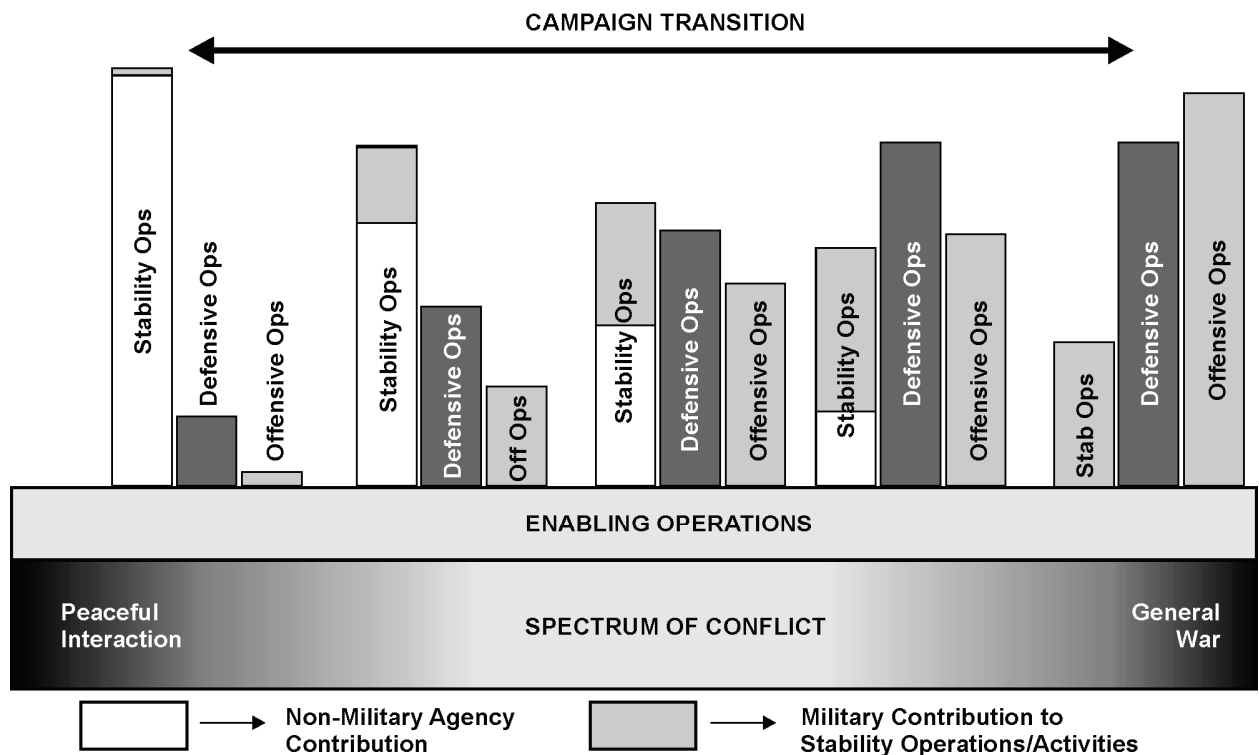 CAMPAIGN TRANSITION
Stability Ops
Defensive Ops
Offensive Ops
Stability Ops
Defensive Ops
Off Ops
Stability Ops
Defensive Ops
Offensive Ops
Stability Ops
Defensive Ops
Offensive Ops
Stab Ops
Defensive Ops
Offensive Ops
ENABLING OPERATIONS
Peaceful
Interaction
SPECTRUM OF CONFLICT
General
War
Non-Military Agency
Contribution
Military Contribution to
Stability Operations/Activities